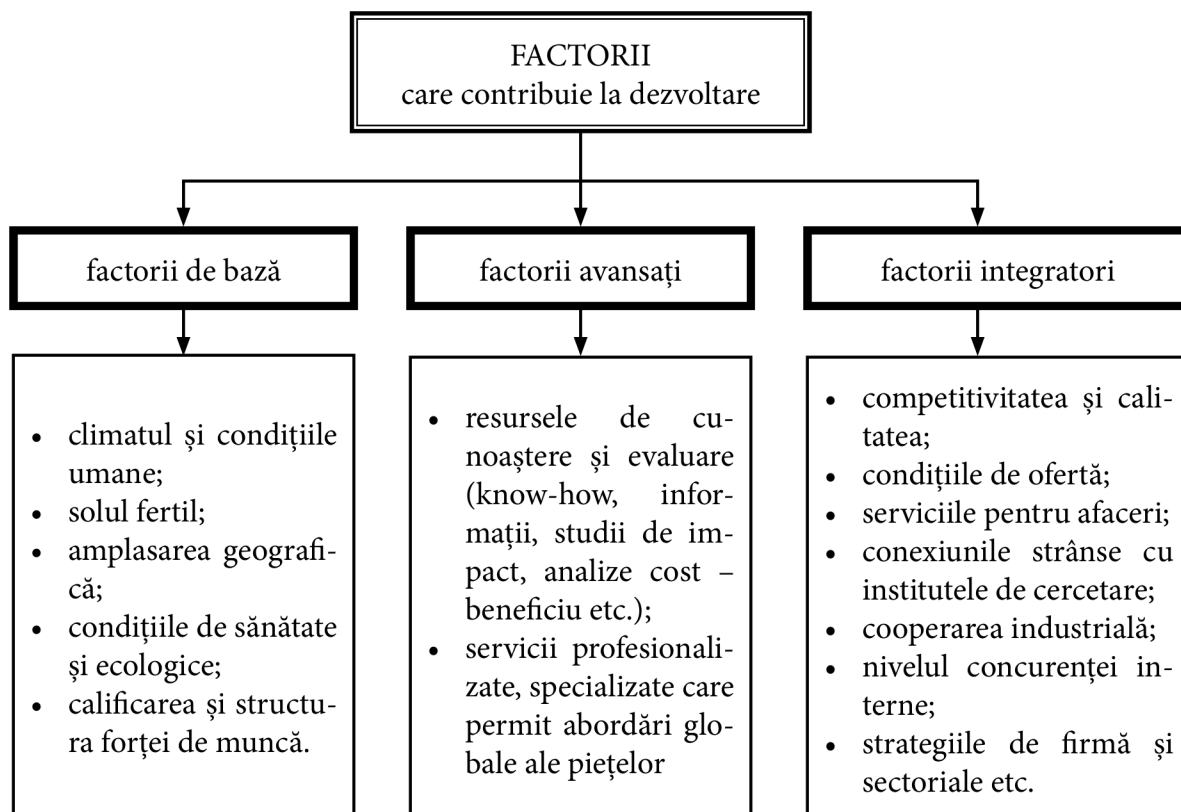 FACTORII
care contribuie la dezvoltare
factorii de bază
factorii avansați
factorii integratori
• climatul și condițiile
umane;
• solul fertil;
• amplasarea geografi-
că;
• condițiile de sănătate
și ecologice;
• calificarea și structu-
ra forței de muncă.
• resursele de cu-
noaștere și evaluare
(know-how, infor-
mații, studii de im-
pact, analize cost –
beneficiu etc.);
• servicii profesionali-
zate, specializate care
permit abordări glo-
bale ale piețelor
• competitivitatea și cali-
tatea;
• condițiile de ofertă;
• serviciile pentru afaceri;
• conexiunile strânse cu
institutele de cercetare;
• cooperarea industrială;
• nivelul concurenței in-
terne;
• strategiile de firmă și
sectoriale etc.